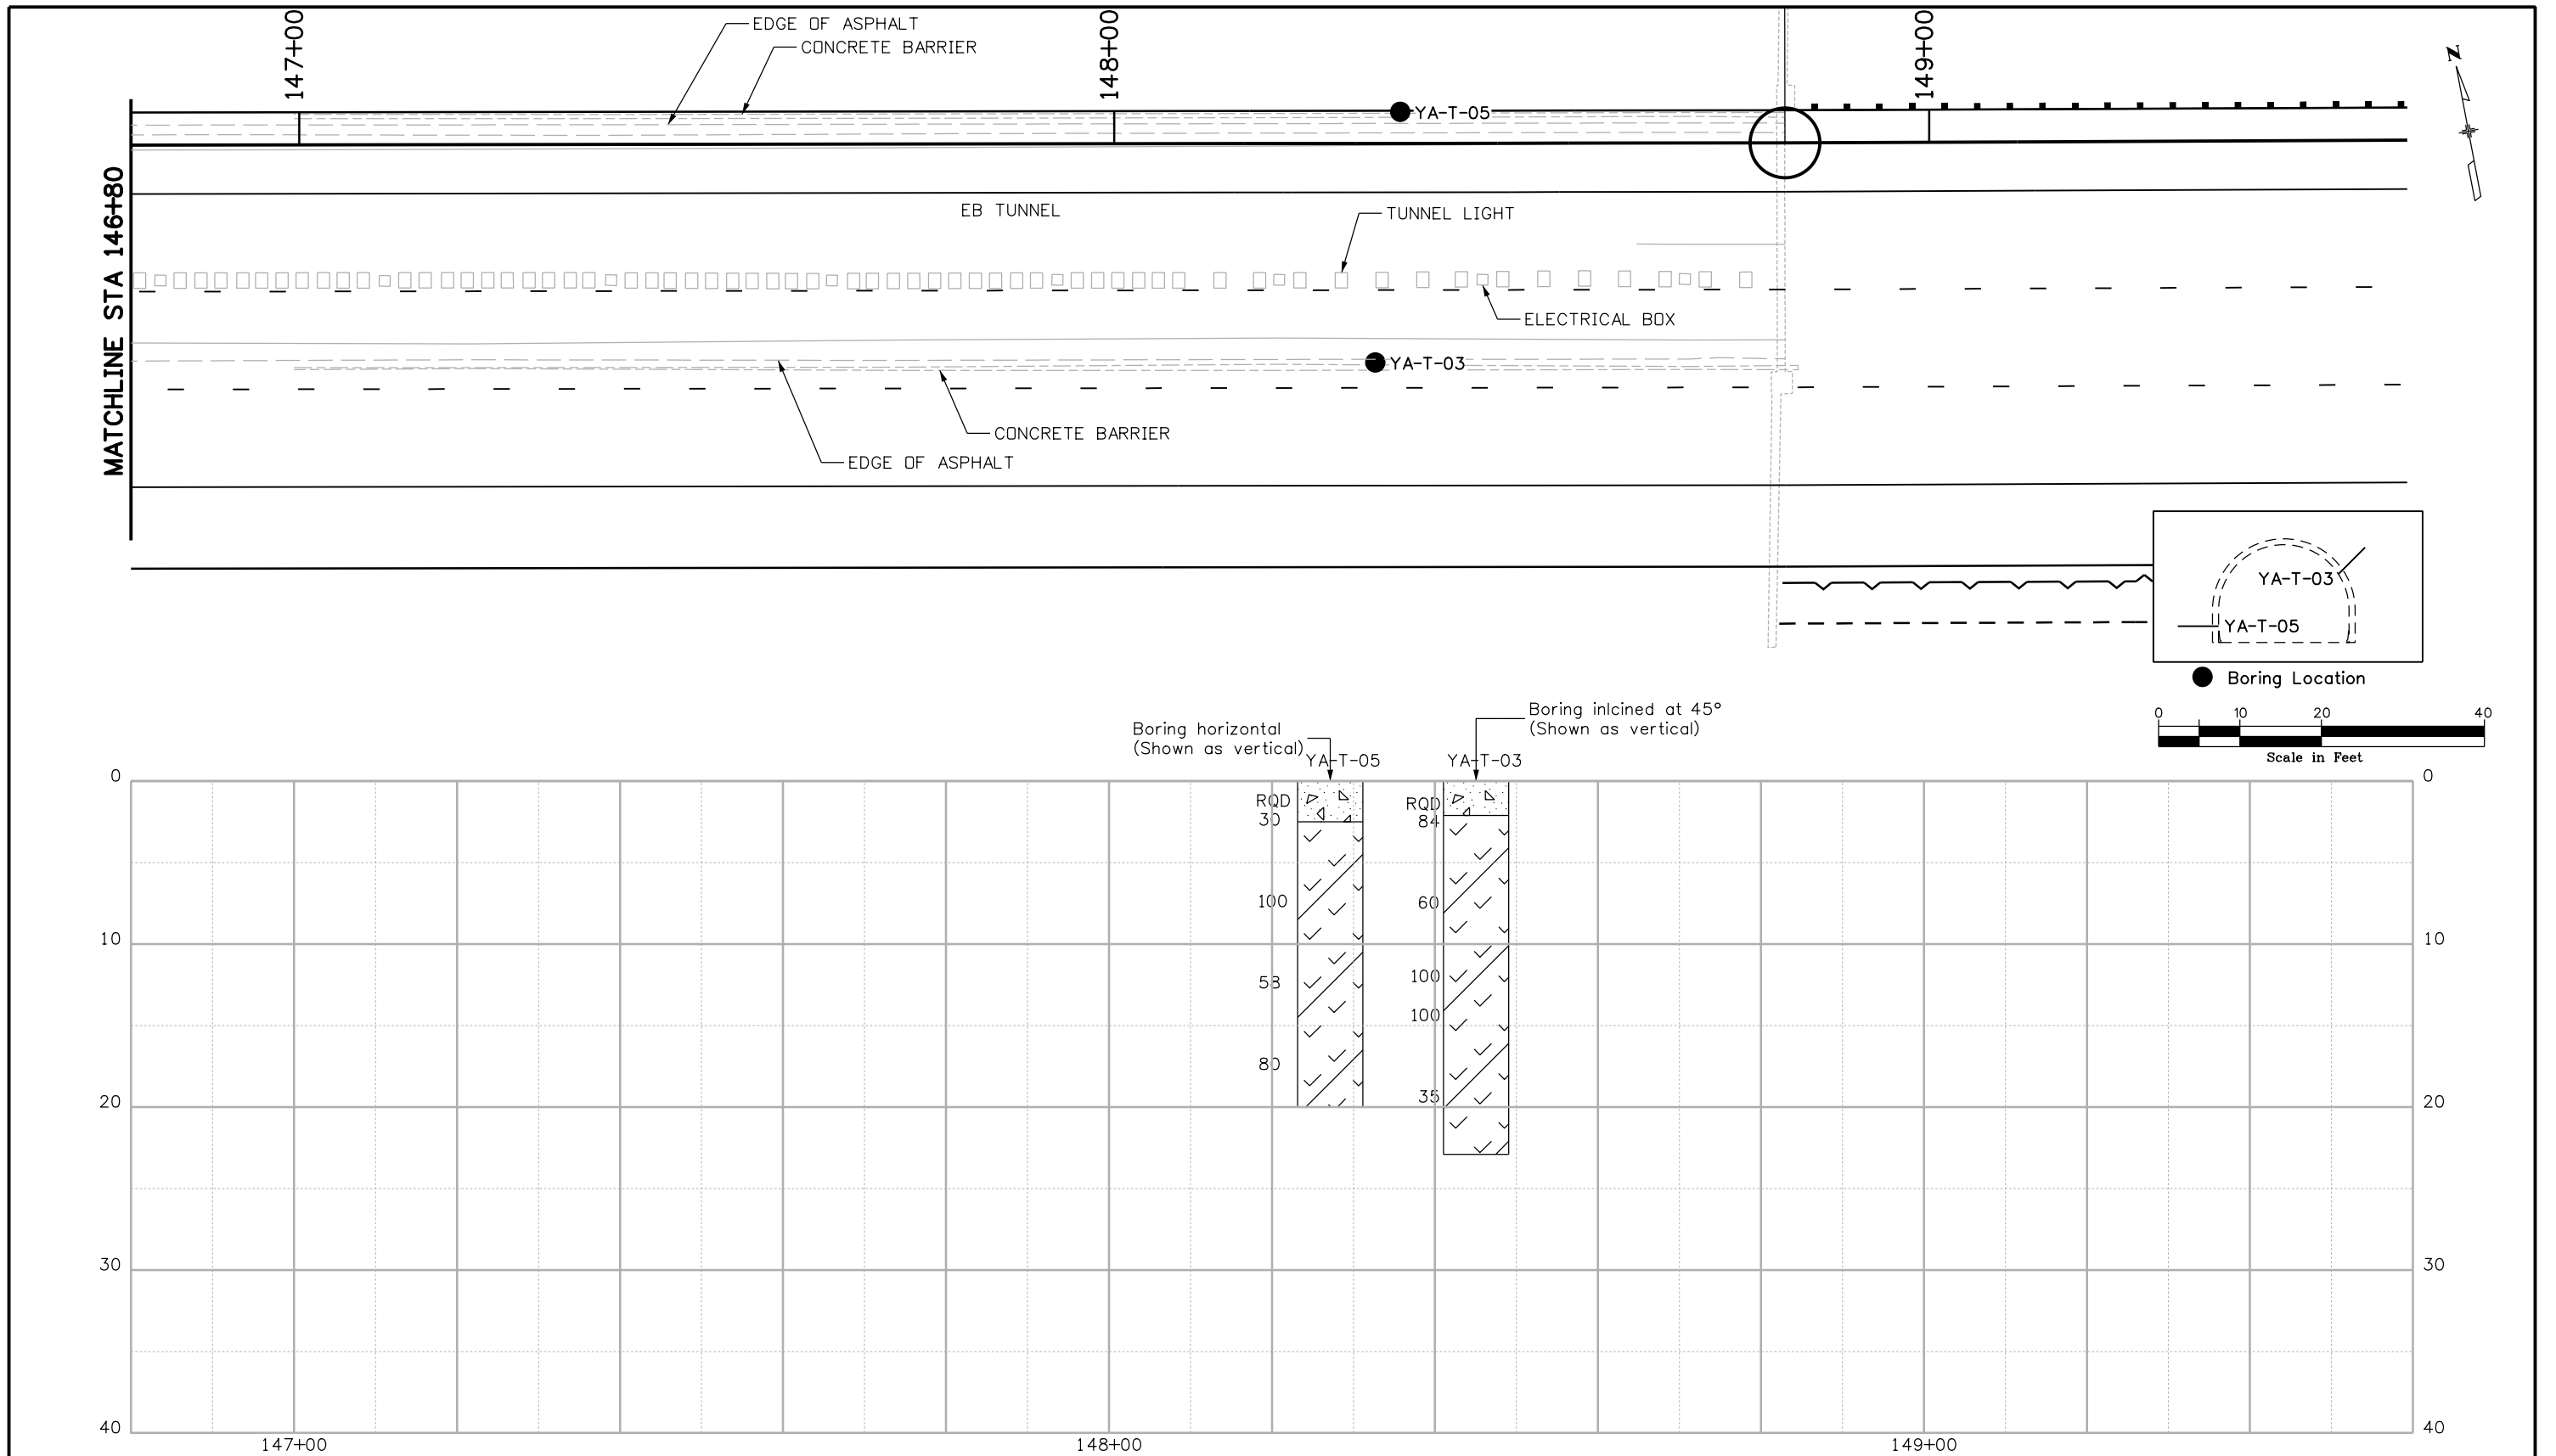 147+00
148+00
149+00
EDGE OF ASPHALT
CONCRETE BARRIER
N
YA-T-05
MATCHLINE STA 146+80
EB TUNNEL
TUNNEL LIGHT
ELECTRICAL BOX
YA-T-03
CONCRETE BARRIER
EDGE OF ASPHALT
YA-T-03
YA-T-05
Boring Location
0 10 20 40
Scale in Feet
Boring horizontal
(Shown as vertical)
YA-T-05
Boring inlcined at 45°
(Shown as vertical)
YA-T-03
0 0
RQD RQD
30 84
100 60
10 10
58 100
100
80
35
20 20
30 30
40 40
147+00 148+00 149+00